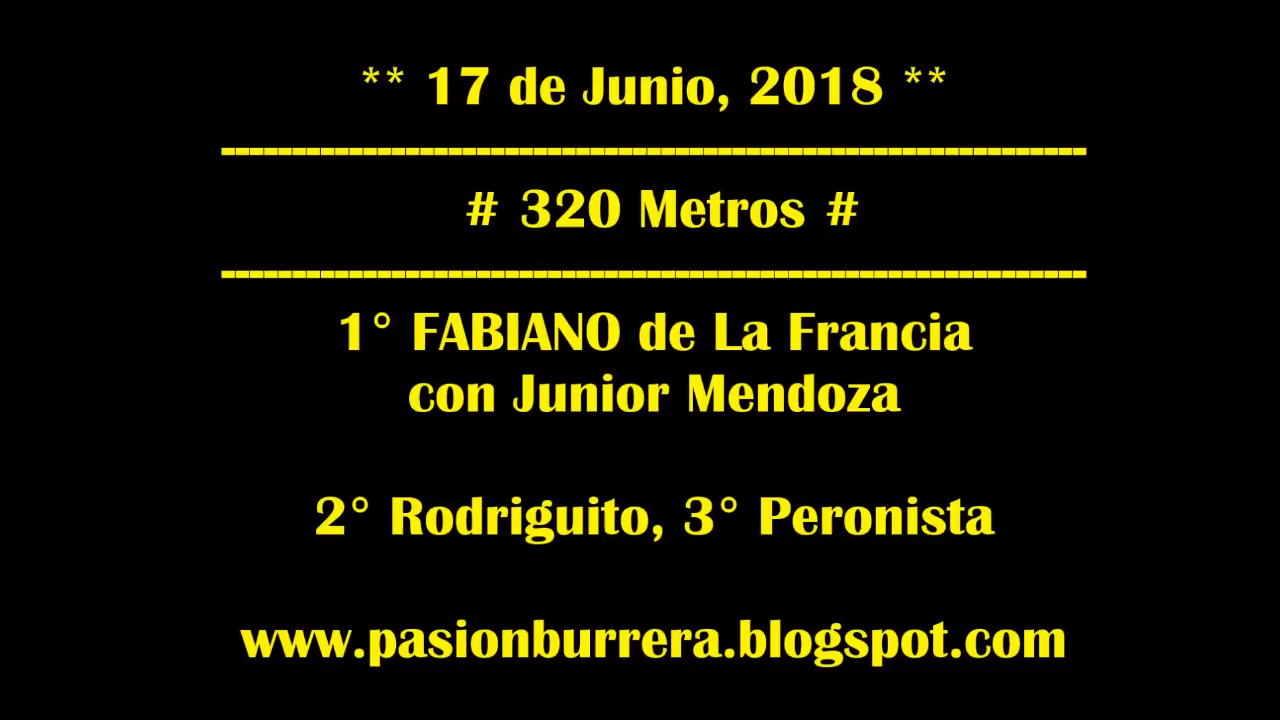 ** 17 de Junio, 2018 **
-------------------------------------------------------------
# 320 Metros #
-------------------------------------------------------------
1° FABIANO de La Francia
con Junior Mendoza
2° Rodriguito, 3° Peronista
www.pasionburrera.blogspot.com